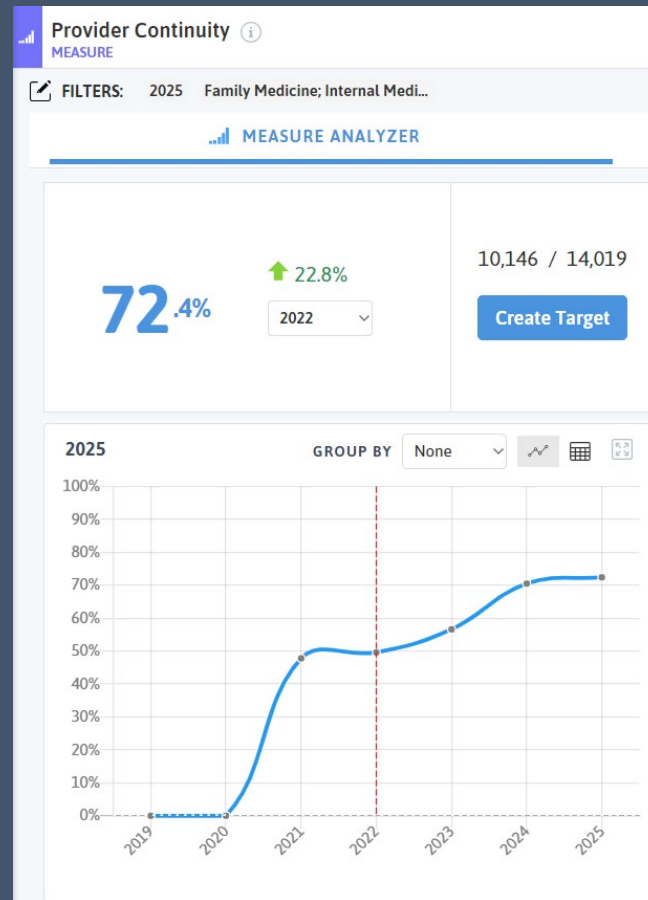 Provider Continuity i
MEASURE
FILTERS: 2025 Family Medicine; Internal Medi...
MEASURE ANALYZER
72.4%
22.8%
2022
10,146 / 14,019
Create Target
2025 GROUP BY None
100%
90%
80%
70%
60%
50%
40%
30%
20%
10%
0%
2019 2020 2021 2022 2023 2024 2025